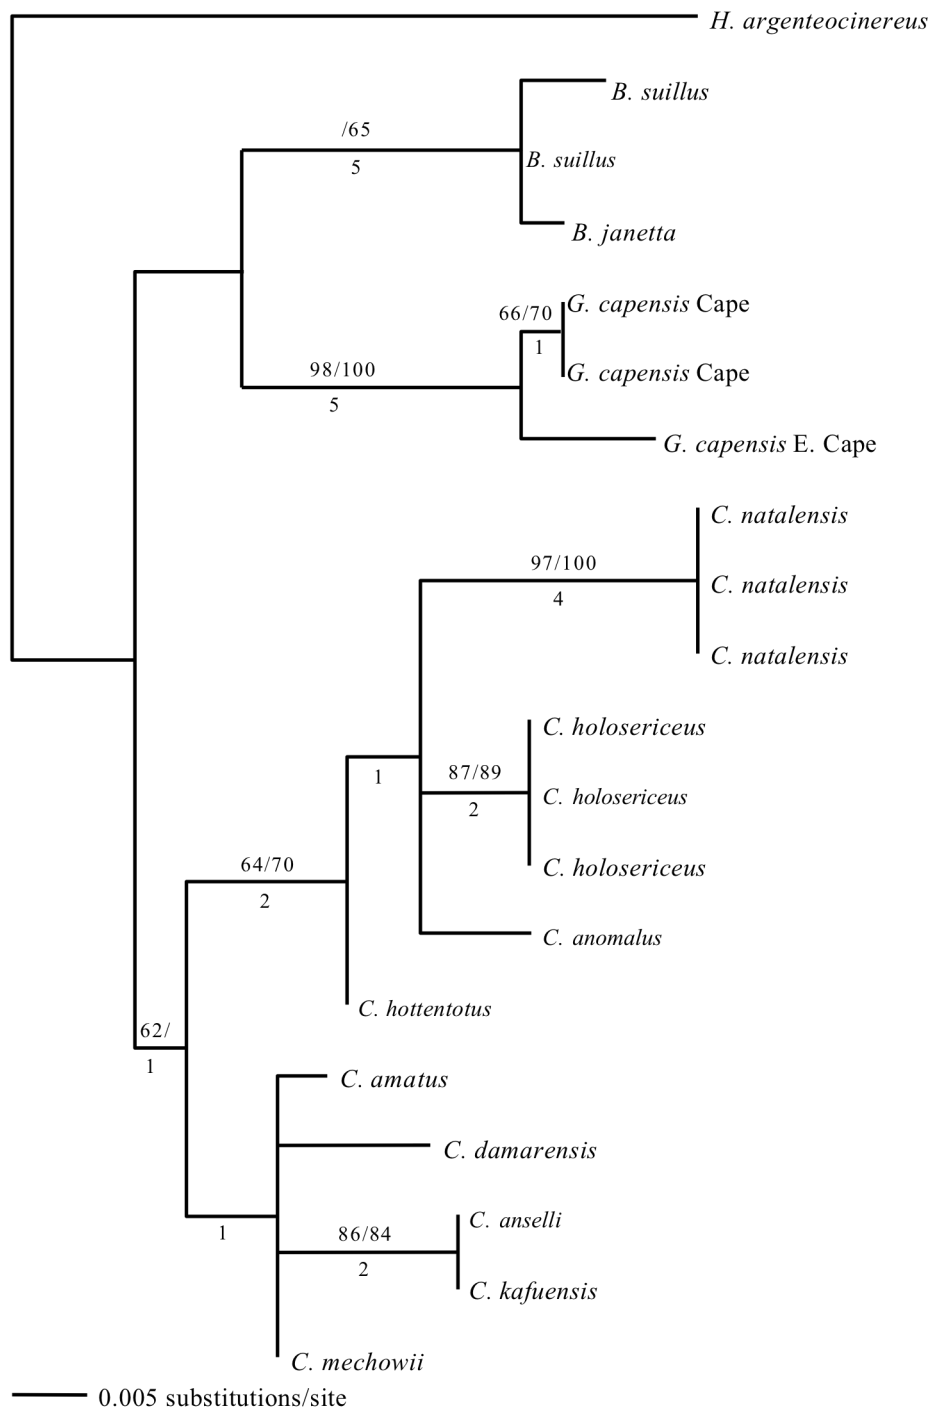 H. argenteocinereus
B. suillus
/65
5
B. suillus
B. janetta
G. capensis Cape
66/70
1
G. capensis Cape
98/100
5
G. capensis E. Cape
C. natalensis
97/100
C. natalensis
4
C. natalensis
C. holosericeus
1
87/89
2
C. holosericeus
C. holosericeus
64/70
2
C. anomalus
C. hottentotus
62/
1
C. amatus
C. damarensis
C. anselli
1
86/84
2
C. kafuensis
C. mechowii
0.005 substitutions/site